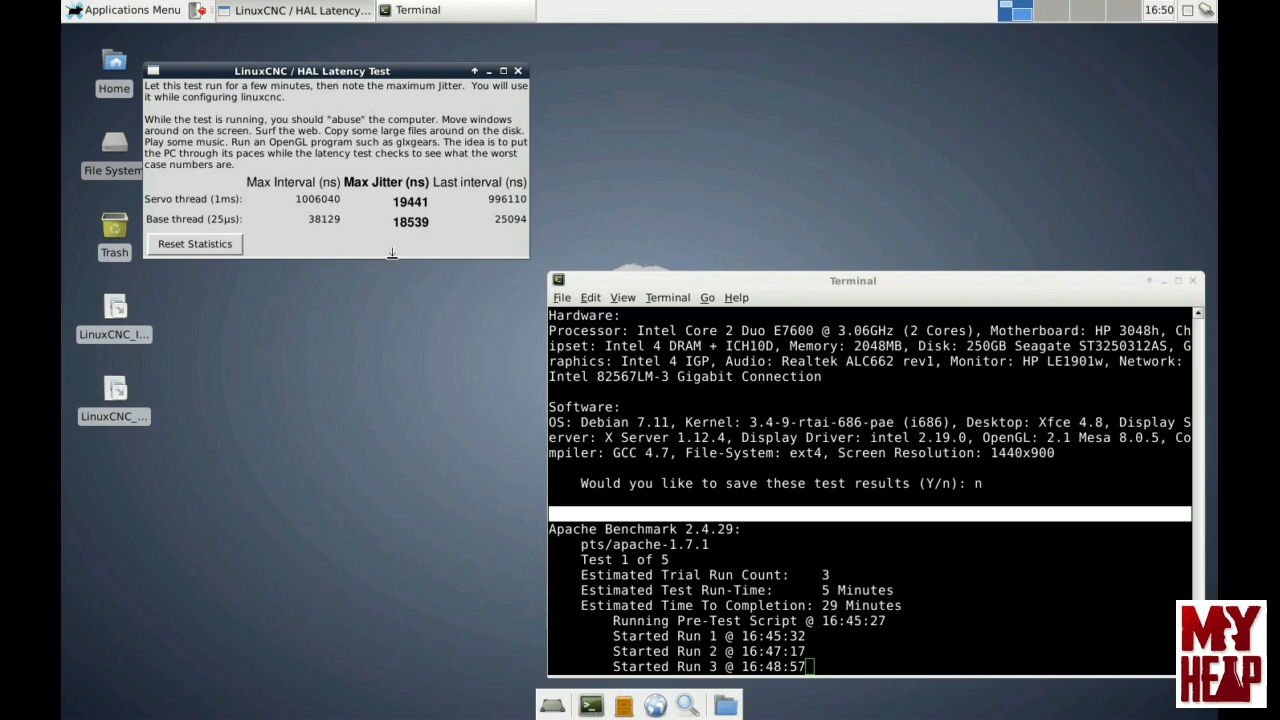 Applications Menu
LinuxCNC / HAL Latency...
Terminal
16:50
Home
File System
Trash
LinuxCNC_I...
LinuxCNC_...
LinuxCNC / HAL Latency Test
Let this test run for a few minutes, then note the maximum Jitter. You will use
it while configuring linuxcnc.
While the test is running, you should "abuse" the computer. Move windows
around on the screen. Surf the web. Copy some large files around on the disk.
Play some music. Run an OpenGL program such as glxgears. The idea is to put
the PC through its paces while the latency test checks to see what the worst
case numbers are.
Max Interval (ns) Max Jitter (ns) Last interval (ns)
Servo thread (1ms): 1006040 19441 996110
Base thread (25µs): 38129 18539 25094
Reset Statistics
Terminal
File Edit View Terminal Go Help
Hardware:
Processor: Intel Core 2 Duo E7600 @ 3.06GHz (2 Cores), Motherboard: HP 3048h, Ch
ipset: Intel 4 DRAM + ICH10D, Memory: 2048MB, Disk: 250GB Seagate ST3250312AS, G
raphics: Intel 4 IGP, Audio: Realtek ALC662 rev1, Monitor: HP LE1901w, Network:
Intel 82567LM-3 Gigabit Connection
Software:
OS: Debian 7.11, Kernel: 3.4-9-rtai-686-pae (i686), Desktop: Xfce 4.8, Display S
erver: X Server 1.12.4, Display Driver: intel 2.19.0, OpenGL: 2.1 Mesa 8.0.5, Co
mpiler: GCC 4.7, File-System: ext4, Screen Resolution: 1440x900
Would you like to save these test results (Y/n): n
Apache Benchmark 2.4.29:
pts/apache-1.7.1
Test 1 of 5
Estimated Trial Run Count: 3
Estimated Test Run-Time: 5 Minutes
Estimated Time To Completion: 29 Minutes
Running Pre-Test Script @ 16:45:27
Started Run 1 @ 16:45:32
Started Run 2 @ 16:47:17
Started Run 3 @ 16:48:57
MY
HELP